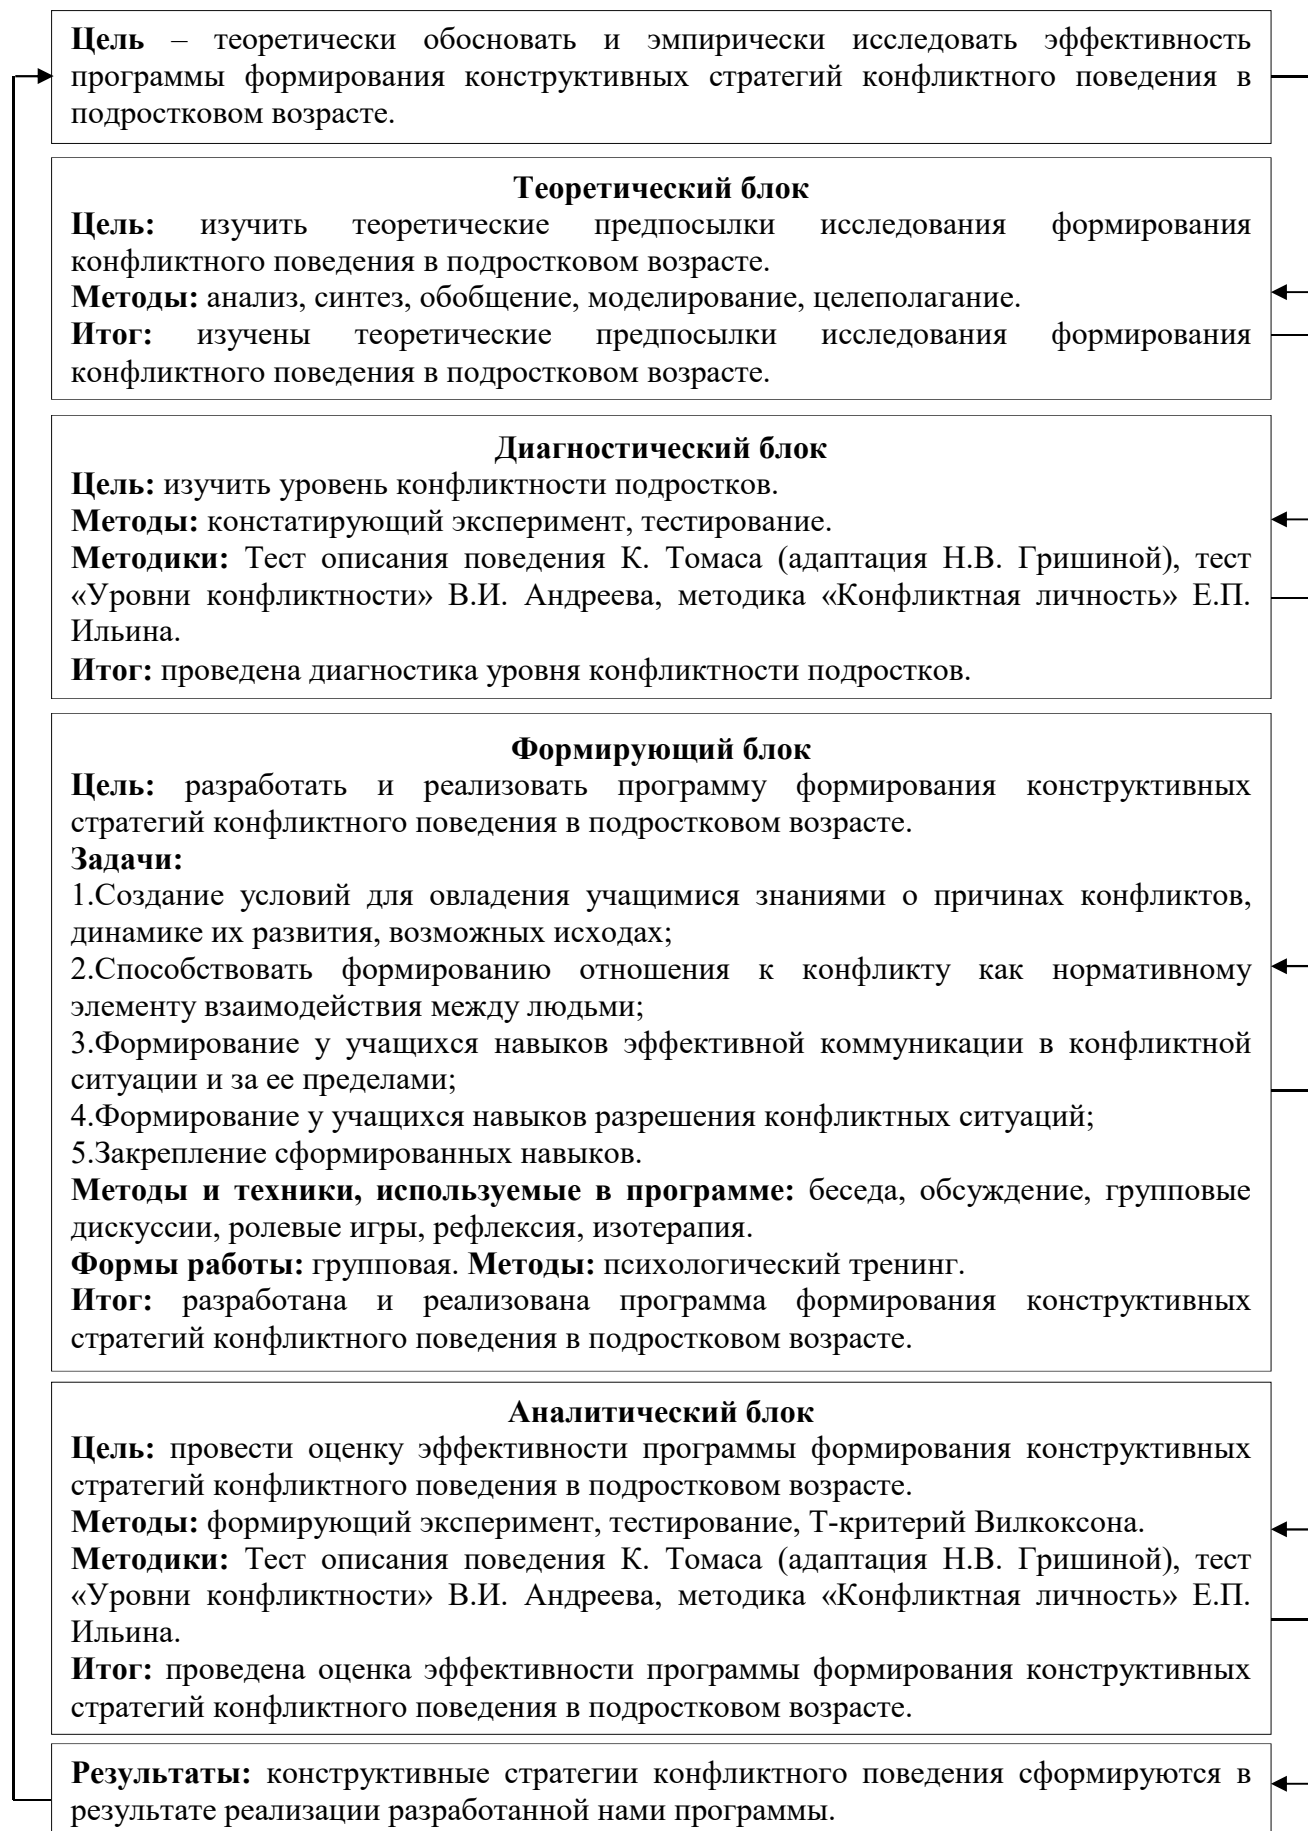 Цель – теоретически обосновать и эмпирически исследовать эффективность
программы формирования конструктивных стратегий конфликтного поведения в
подростковом возрасте.
Теоретический блок
Цель: изучить теоретические предпосылки исследования формирования
конфликтного поведения в подростковом возрасте.
Методы: анализ, синтез, обобщение, моделирование, целеполагание.
Итог: изучены теоретические предпосылки исследования формирования
конфликтного поведения в подростковом возрасте.
Диагностический блок
Цель: изучить уровень конфликтности подростков.
Методы: констатирующий эксперимент, тестирование.
Методики: Тест описания поведения К. Томаса (адаптация Н.В. Гришиной), тест
«Уровни конфликтности» В.И. Андреева, методика «Конфликтная личность» Е.П.
Ильина.
Итог: проведена диагностика уровня конфликтности подростков.
Формирующий блок
Цель: разработать и реализовать программу формирования конструктивных
стратегий конфликтного поведения в подростковом возрасте.
Задачи:
1.Создание условий для овладения учащимися знаниями о причинах конфликтов,
динамике их развития, возможных исходах;
2.Способствовать формированию отношения к конфликту как нормативному
элементу взаимодействия между людьми;
3.Формирование у учащихся навыков эффективной коммуникации в конфликтной
ситуации и за ее пределами;
4.Формирование у учащихся навыков разрешения конфликтных ситуаций;
5.Закрепление сформированных навыков.
Методы и техники, используемые в программе: беседа, обсуждение, групповые
дискуссии, ролевые игры, рефлексия, изотерапия.
Формы работы: групповая. Методы: психологический тренинг.
Итог: разработана и реализована программа формирования конструктивных
стратегий конфликтного поведения в подростковом возрасте.
Аналитический блок
Цель: провести оценку эффективности программы формирования конструктивных
стратегий конфликтного поведения в подростковом возрасте.
Методы: формирующий эксперимент, тестирование, Т-критерий Вилкоксона.
Методики: Тест описания поведения К. Томаса (адаптация Н.В. Гришиной), тест
«Уровни конфликтности» В.И. Андреева, методика «Конфликтная личность» Е.П.
Ильина.
Итог: проведена оценка эффективности программы формирования конструктивных
стратегий конфликтного поведения в подростковом возрасте.
Результаты: конструктивные стратегии конфликтного поведения сформируются в
результате реализации разработанной нами программы.